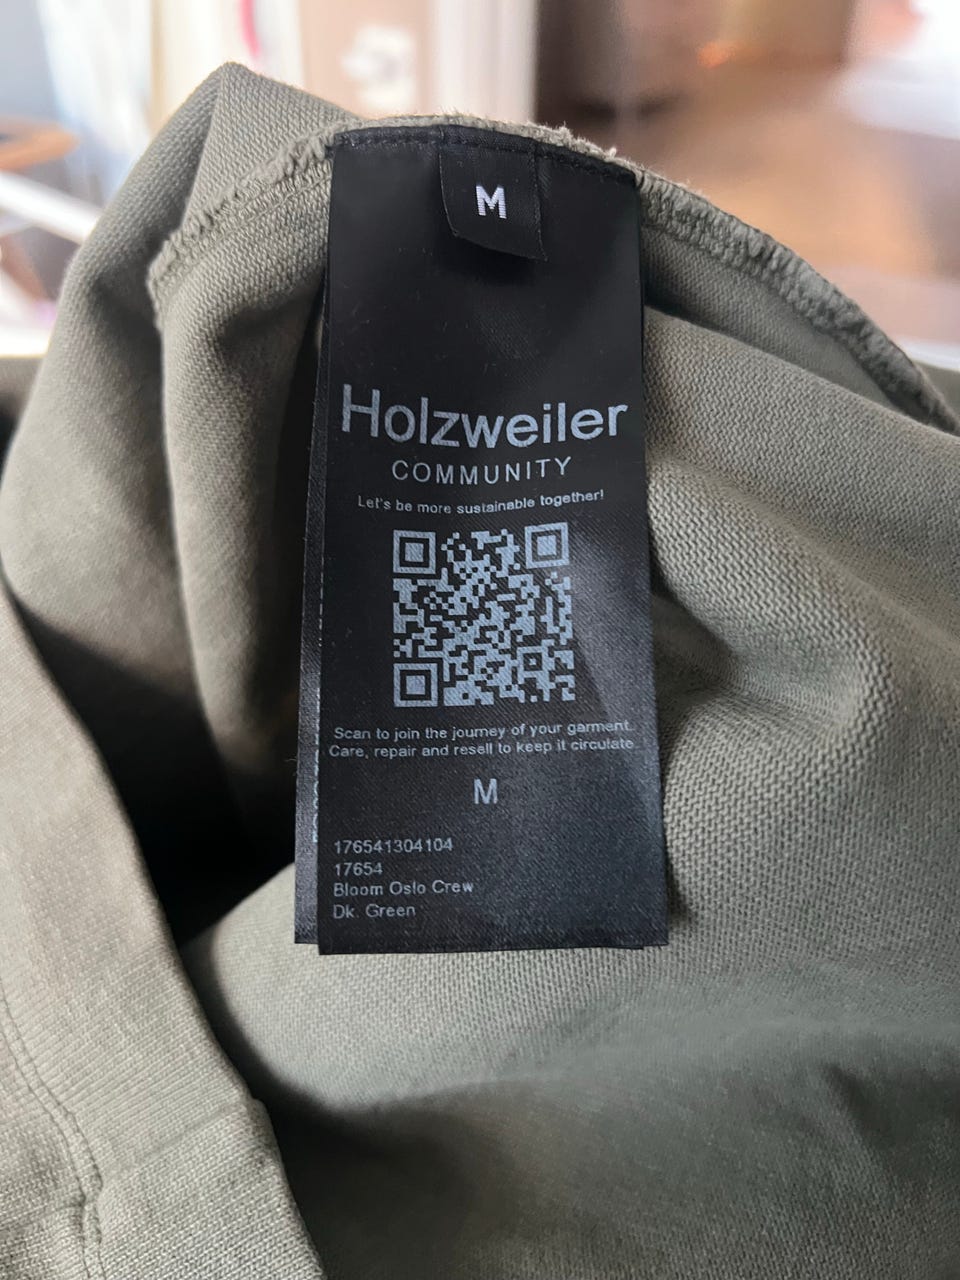 M
Holzweiler
COMMUNITY
Let's be more sustainable together!
Scan to join the journey of your garment.
Care, repair and resell to keep it circulate.
M
176541304104
17654
Bloom Oslo Crew
Dk. Green